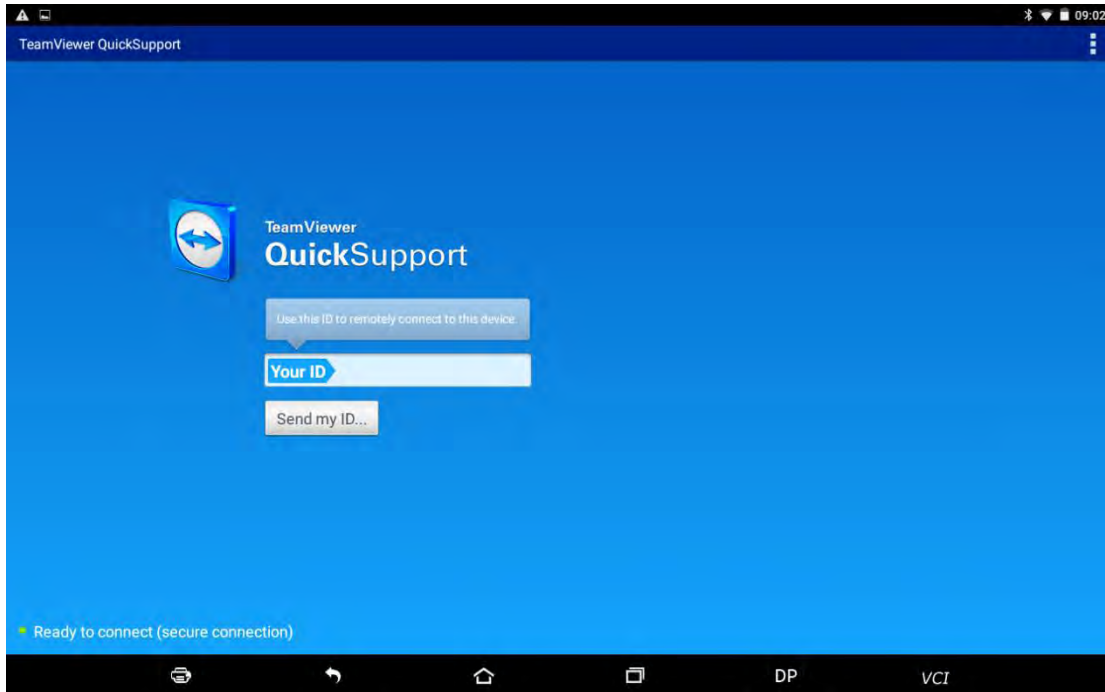 09:02
TeamViewer QuickSupport
TeamViewer
QuickSupport
Use this ID to remotely connect to this device.
Your ID
Send my ID...
Ready to connect (secure connection)
DP
VCI